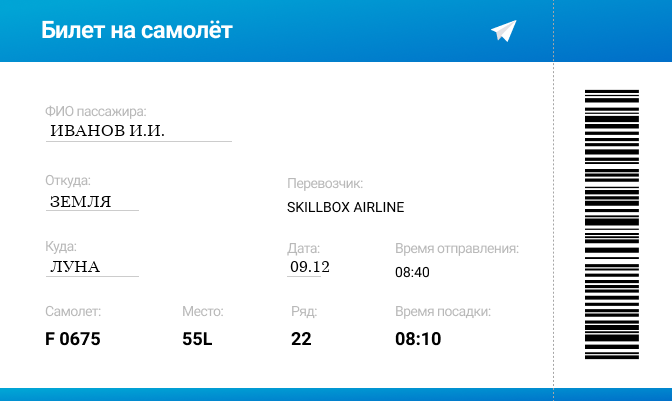 Билет на самолёт
ФИО пассажира:
ИВАНОВ И.И.
Откуда:
ЗЕМЛЯ
Перевозчик:
SKILLBOX AIRLINE
Куда:
ЛУНА
Дата:
09.12
Время отправления:
08:40
Самолет:
F 0675
Место:
55L
Ряд:
22
Время посадки:
08:10